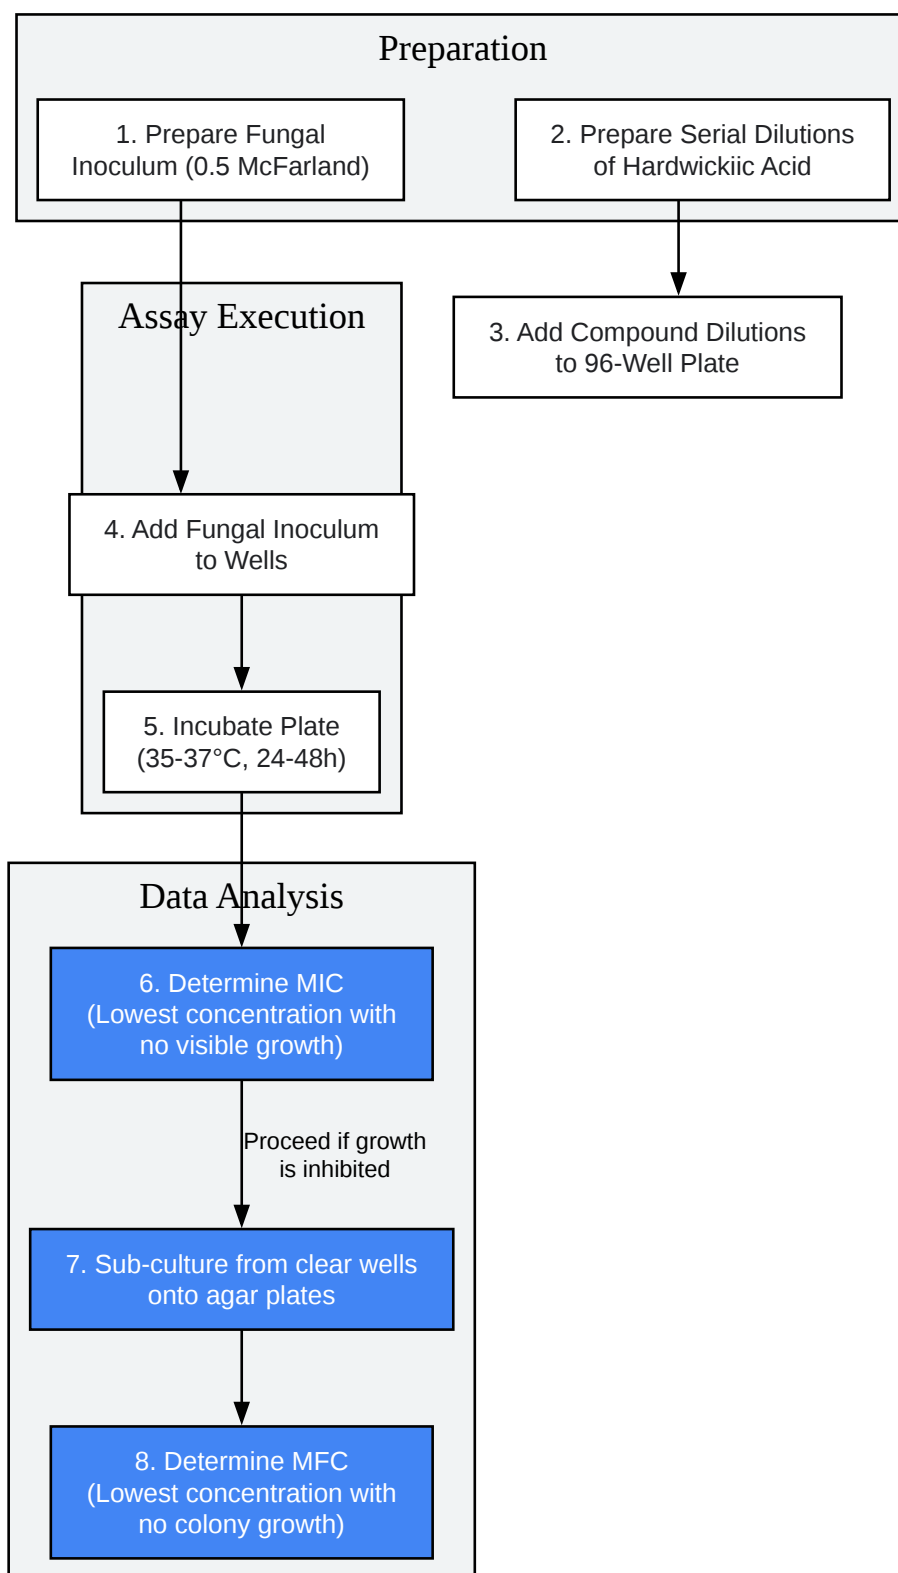 Preparation
1. Prepare Fungal
Inoculum (0.5 McFarland)
2. Prepare Serial Dilutions
of Hardwickiic Acid
Assay Execution
3. Add Compound Dilutions
to 96-Well Plate
4. Add Fungal Inoculum
to Wells
5. Incubate Plate
(35-37°C, 24-48h)
Data Analysis
6. Determine MIC
(Lowest concentration with
no visible growth)
Proceed if growth
is inhibited
7. Sub-culture from clear wells
onto agar plates
8. Determine MFC
(Lowest concentration with
no colony growth)